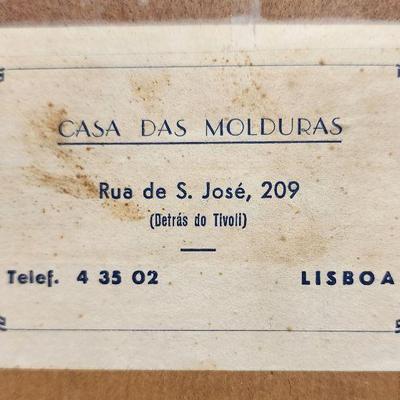 CASA DAS MOLDURAS
Rua de S. José, 209
(Detrás do Tivoli)
Telef. 4 35 02 LISBOA